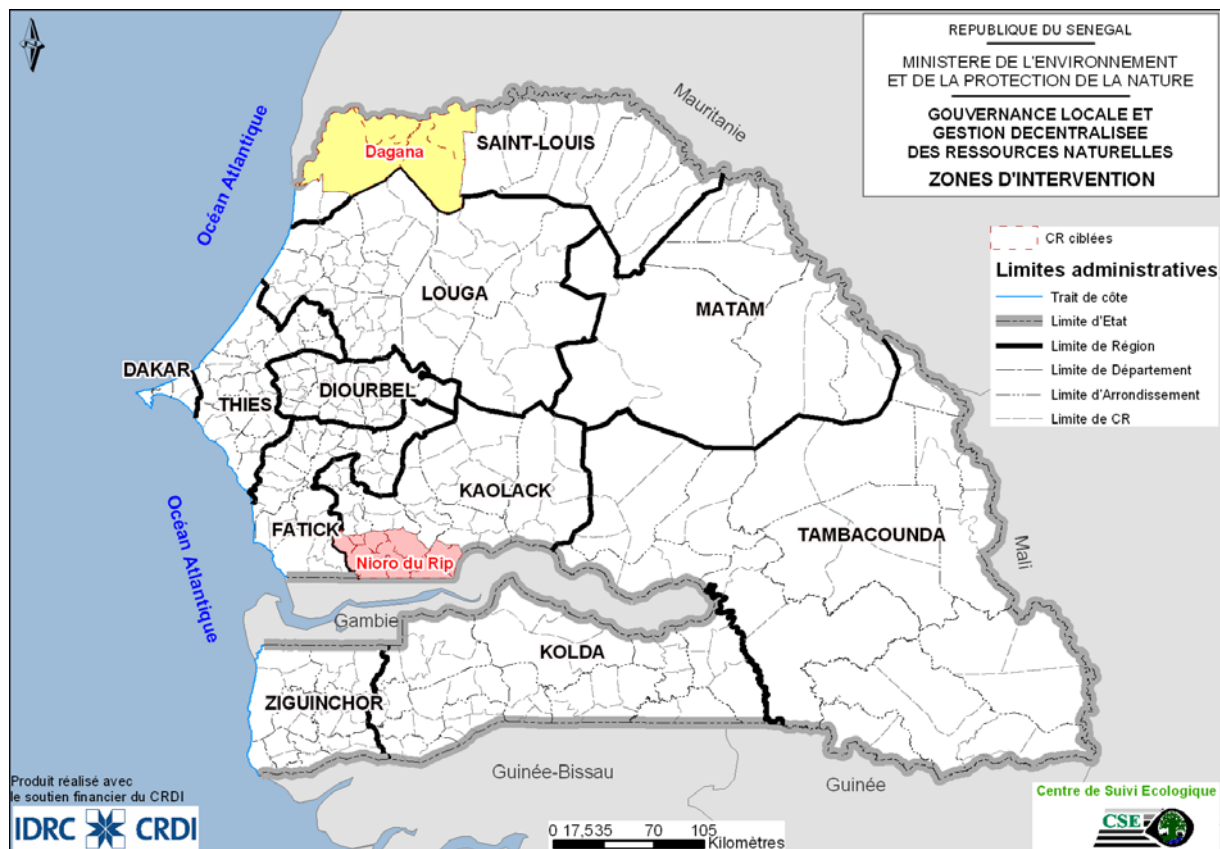 REPUBLIQUE DU SENEGAL
MINISTERE DE L'ENVIRONNEMENT
ET DE LA PROTECTION DE LA NATURE
GOUVERNANCE LOCALE ET
GESTION DECENTRALISEE
DES RESSOURCES NATURELLES
ZONES D'INTERVENTION
CR ciblées
Limites administratives
Trait de côte
Limite d'Etat
Limite de Région
Limite de Département
Limite d'Arrondissement
Limite de CR
Océan Atlantique
Mauritanie
SAINT-LOUIS
Dagana
LOUGA
MATAM
DAKAR
THIES
DIOURBEL
KAOLACK
FATICK
TAMBACOUNDA
Océan Atlantique
Nioro du Rip
Mali
Gambie
KOLDA
ZIGUINCHOR
Guinée-Bissau
Guinée
Produit réalisé avec
le soutien financier du CRDI
IDRC CRDI
0 17,535 70 105
Kilomètres
Centre de Suivi Ecologique
CSE